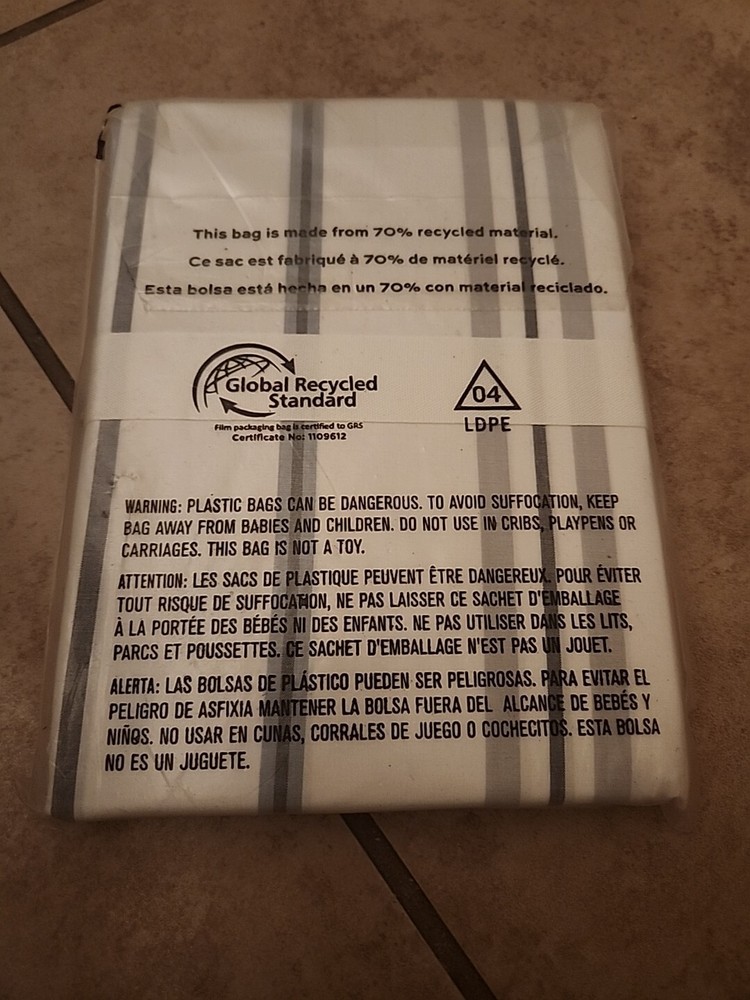 This bag is made from 70% recycled material.
Ce sac est fabriqué à 70% de matériel recyclé.
Esta bolsa está hecha en un 70% con material reciclado.
Global Recycled
Standard
Film packaging bag is certified to GRS
Certificate No: 1109612
04
LDPE
WARNING: PLASTIC BAGS CAN BE DANGEROUS. TO AVOID SUFFOCATION, KEEP
BAG AWAY FROM BABIES AND CHILDREN. DO NOT USE IN CRIBS, PLAYPENS OR
CARRIAGES. THIS BAG IS NOT A TOY.
ATTENTION: LES SACS DE PLASTIQUE PEUVENT ÊTRE DANGEREUX. POUR ÉVITER
TOUT RISQUE DE SUFFOCATION, NE PAS LAISSER CE SACHET D'EMBALLAGE
À LA PORTÉE DES BÉBÉS NI DES ENFANTS. NE PAS UTILISER DANS LES LITS,
PARCS ET POUSSETTES. CE SACHET D'EMBALLAGE N'EST PAS UN JOUET.
ALERTA: LAS BOLSAS DE PLÁSTICO PUEDEN SER PELIGROSAS. PARA EVITAR EL
PELIGRO DE ASFIXIA MANTENER LA BOLSA FUERA DEL ALCANCE DE BEBÉS Y
NIÑOS. NO USAR EN CUNAS, CORRALES DE JUEGO O COCHECITOS. ESTA BOLSA
NO ES UN JUGUETE.